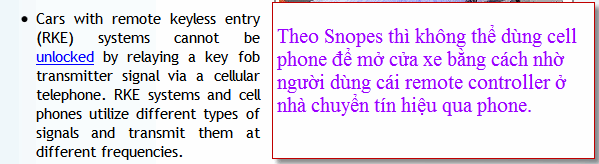 • Cars with remote keyless entry
(RKE) systems cannot be
unlocked by relaying a key fob
transmitter signal via a cellular
telephone. RKE systems and cell
phones utilize different types of
signals and transmit them at
different frequencies.
Theo Snopes thì không thể dùng cell
phone để mở cửa xe bằng cách nhờ
người dùng cái remote controller ở
nhà chuyển tín hiệu qua phone.